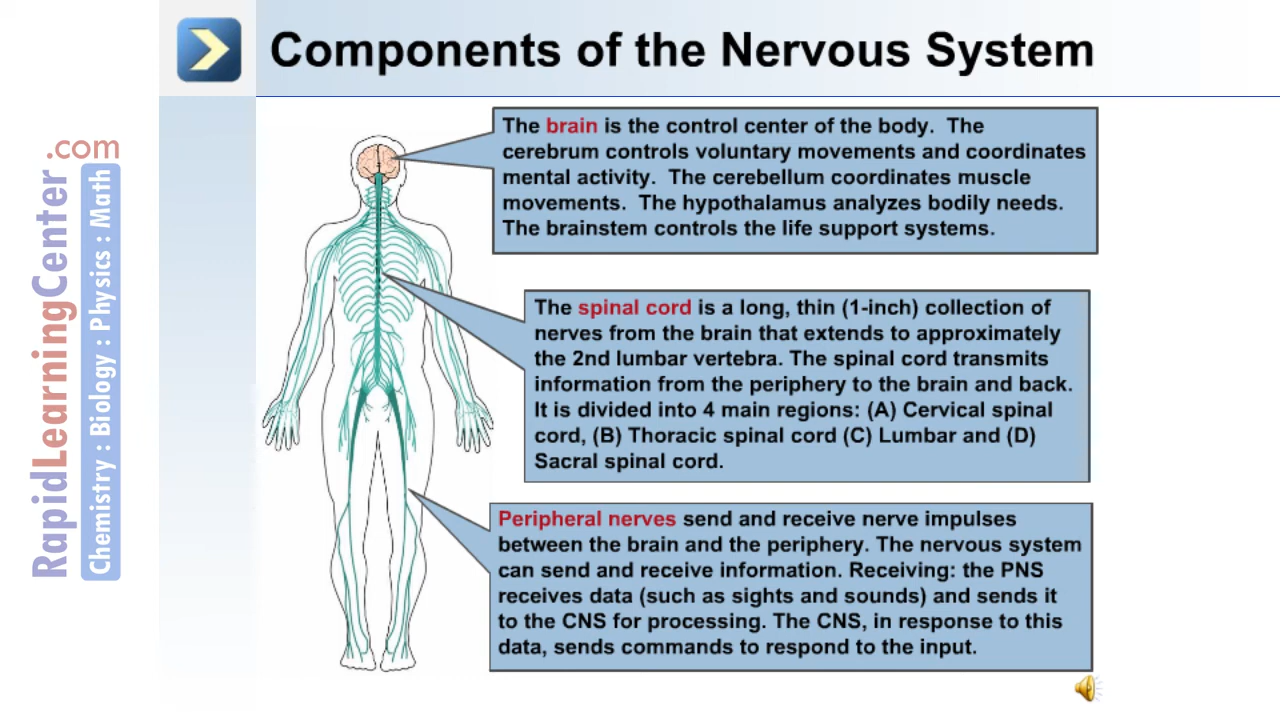 Components of the Nervous System
The brain is the control center of the body. The
cerebrum controls voluntary movements and coordinates
mental activity. The cerebellum coordinates muscle
movements. The hypothalamus analyzes bodily needs.
The brainstem controls the life support systems.
The spinal cord is a long, thin (1-inch) collection of
nerves from the brain that extends to approximately
the 2nd lumbar vertebra. The spinal cord transmits
information from the periphery to the brain and back.
It is divided into 4 main regions: (A) Cervical spinal
cord, (B) Thoracic spinal cord (C) Lumbar and (D)
Sacral spinal cord.
Peripheral nerves send and receive nerve impulses
between the brain and the periphery. The nervous system
can send and receive information. Receiving: the PNS
receives data (such as sights and sounds) and sends it
to the CNS for processing. The CNS, in response to this
data, sends commands to respond to the input.
RapidLearningCenter.com
Chemistry : Biology : Physics : Math